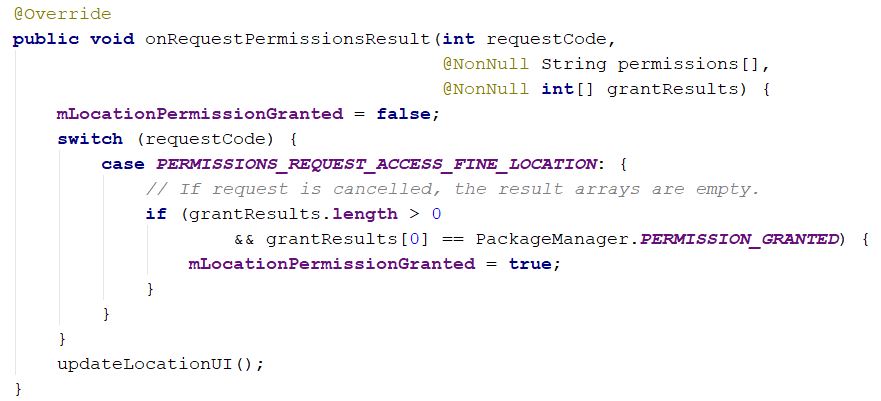 @Override
public void onRequestPermissionsResult(int requestCode,
                                       @NonNull String permissions[],
                                       @NonNull int[] grantResults) {
    mLocationPermissionGranted = false;
    switch (requestCode) {
        case PERMISSIONS_REQUEST_ACCESS_FINE_LOCATION: {
            // If request is cancelled, the result arrays are empty.
            if (grantResults.length > 0
                    && grantResults[0] == PackageManager.PERMISSION_GRANTED) {
                mLocationPermissionGranted = true;
            }
        }
    }
    updateLocationUI();
}